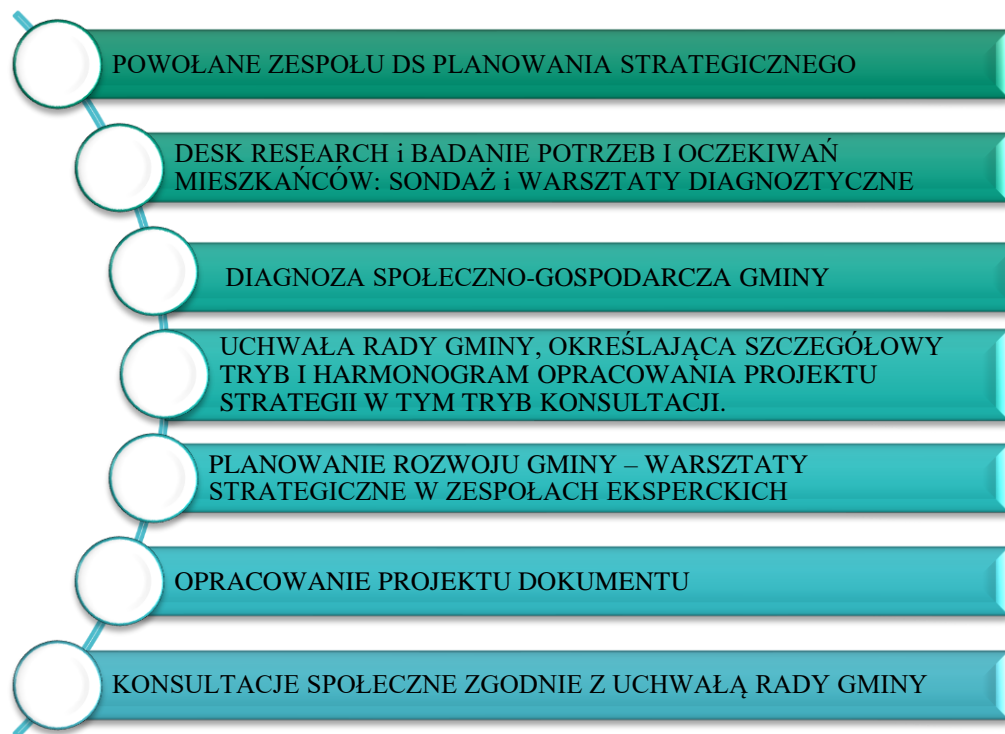 POWOŁANE ZESPOŁU DS PLANOWANIA STRATEGICZNEGO
DESK RESEARCH i BADANIE POTRZEB I OCZEKIWAŃ
MIESZKAŃCÓW: SONDAŻ i WARSZTATY DIAGNOZTYCZNE
DIAGNOZA SPOŁECZNO-GOSPODARCZA GMINY
UCHWAŁA RADY GMINY, OKREŚLAJĄCA SZCZEGÓŁOWY
TRYB I HARMONOGRAM OPRACOWANIA PROJEKTU
STRATEGII W TYM TRYB KONSULTACJI.
PLANOWANIE ROZWOJU GMINY – WARSZTATY
STRATEGICZNE W ZESPOŁACH EKSPERCKICH
OPRACOWANIE PROJEKTU DOKUMENTU
KONSULTACJE SPOŁECZNE ZGODNIE Z UCHWAŁĄ RADY GMINY